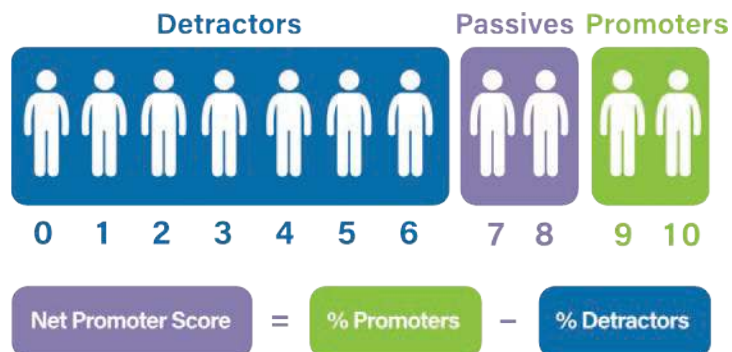 Detractors Passives Promoters
0 1 2 3 4 5 6 7 8 9 10
Net Promoter Score = % Promoters – % Detractors